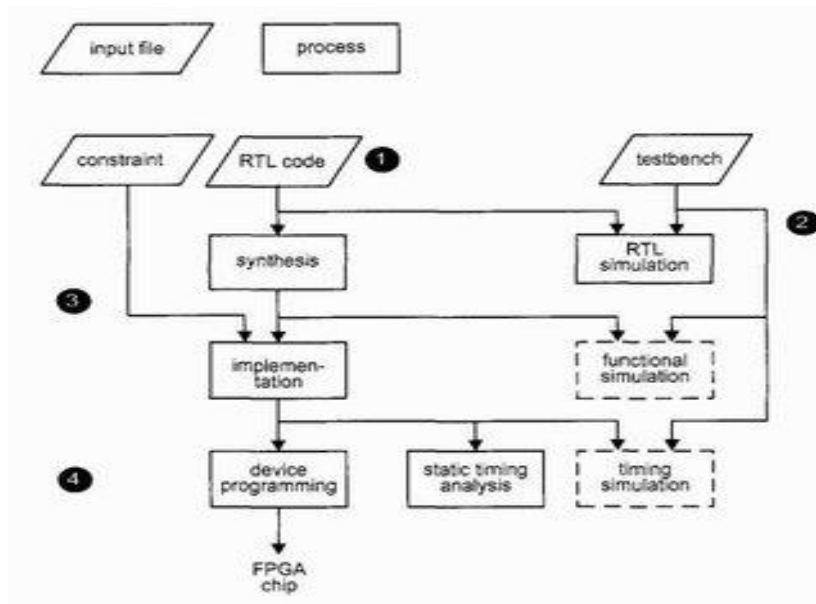 input file
process
constraint
RTL code
1
testbench
2
synthesis
RTL
simulation
3
implemen-
tation
functional
simulation
4
device
programming
static timing
analysis
timing
simulation
FPGA
chip